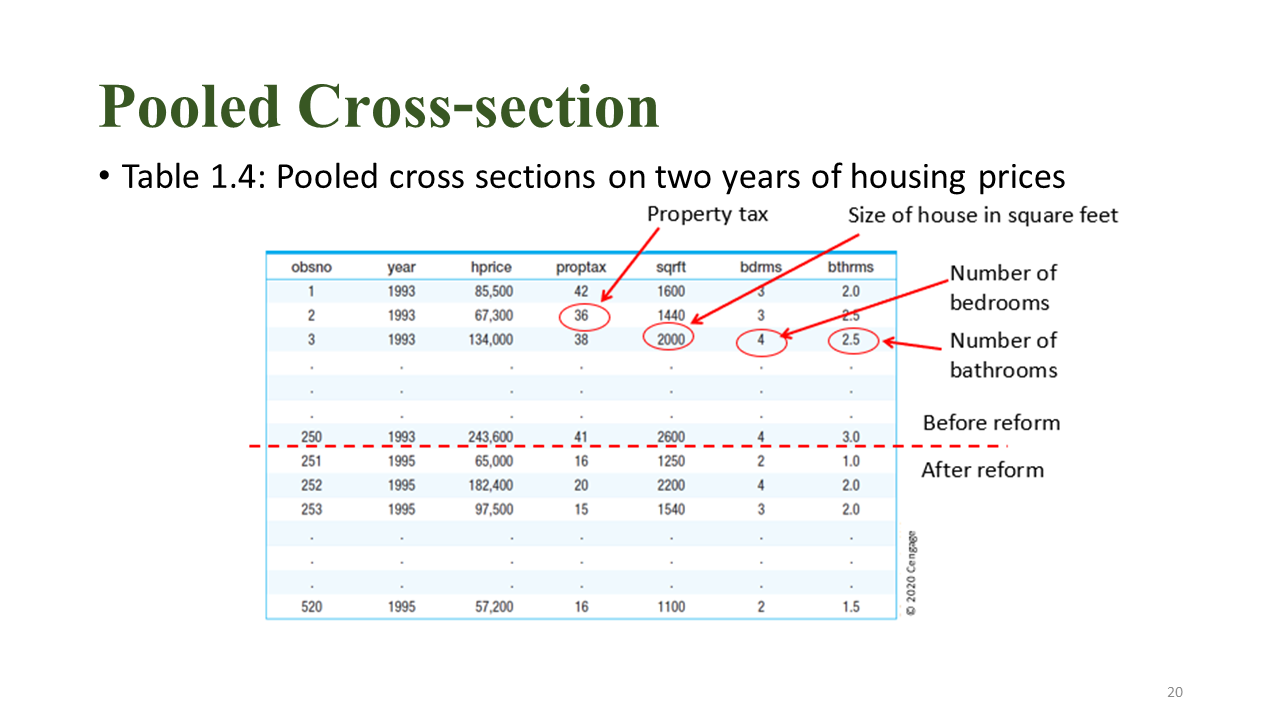 Pooled Cross-section
• Table 1.4: Pooled cross sections on two years of housing prices
Property tax
Size of house in square feet
obsno year hprice proptax sqrft bdrms bthrms
1 1993 85,500 42 1600 3 2.0
2 1993 67,300 36 1440 3 2.5
3 1993 134,000 38 2000 4 2.5
. . . . . . .
. . . . . . .
. . . . . . .
250 1993 243,600 41 2600 4 3.0
251 1995 65,000 16 1250 2 1.0
252 1995 182,400 20 2200 4 2.0
253 1995 97,500 15 1540 3 2.0
. . . . . . .
. . . . . . .
. . . . . . .
520 1995 57,200 16 1100 2 1.5
Number of
bedrooms
Number of
bathrooms
Before reform
After reform
© 2020 Cengage
20